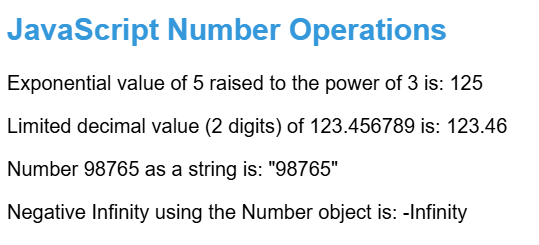 JavaScript Number Operations
Exponential value of 5 raised to the power of 3 is: 125
Limited decimal value (2 digits) of 123.456789 is: 123.46
Number 98765 as a string is: "98765"
Negative Infinity using the Number object is: -Infinity